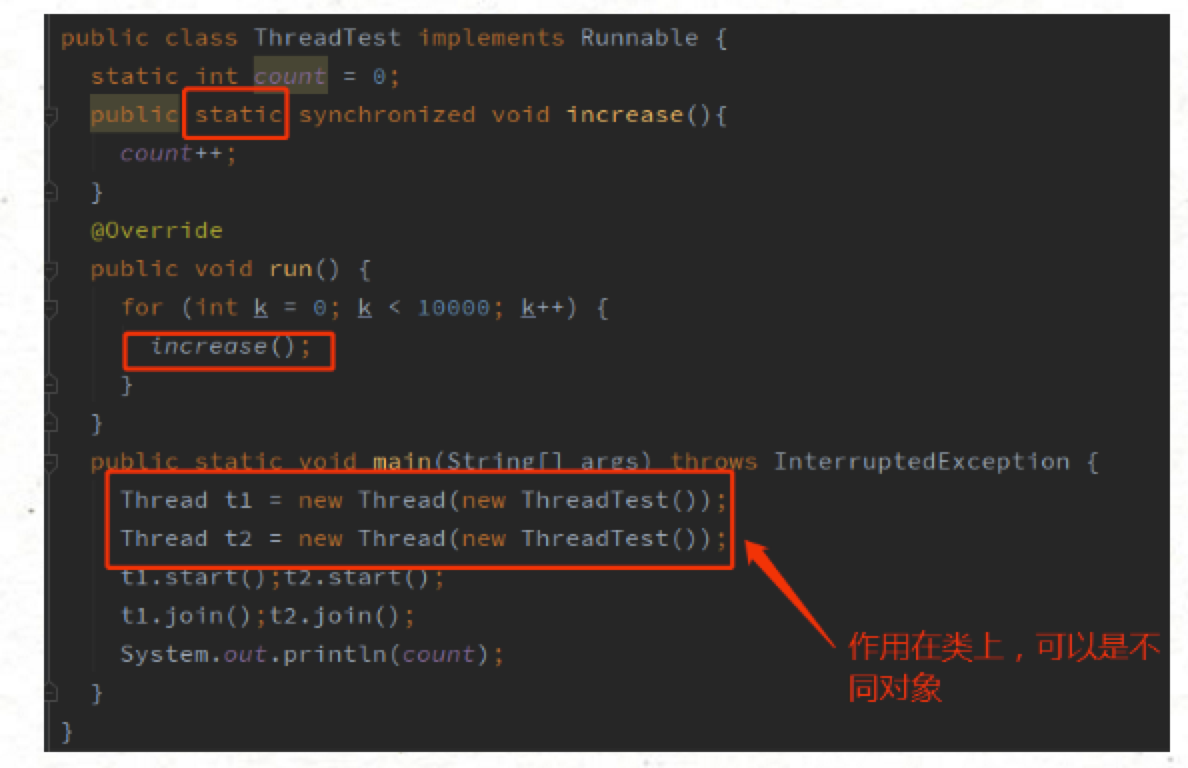 public class ThreadTest implements Runnable {
static int count = 0;
public static synchronized void increase(){
count++;
}
@Override
public void run() {
for (int k = 0; k < 10000; k++) {
increase();
}
}
public static void main(String[] args) throws InterruptedException {
Thread t1 = new Thread(new ThreadTest());
Thread t2 = new Thread(new ThreadTest());
t1.start();t2.start();
t1.join();t2.join();
System.out.println(count);
}
}
作用在类上，可以是不
同对象